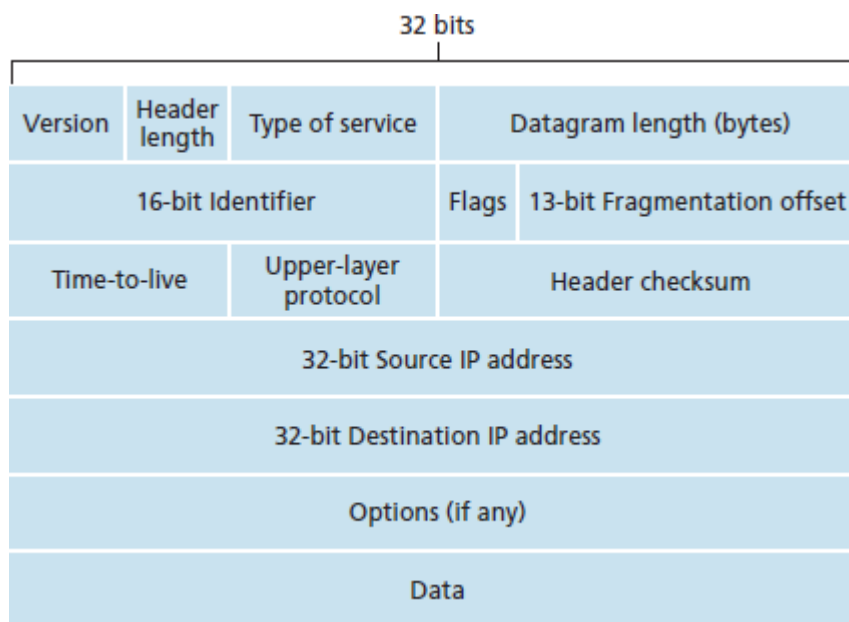 32 bits
Version
Header
length
Type of service
Datagram length (bytes)
16-bit Identifier
Flags
13-bit Fragmentation offset
Time-to-live
Upper-layer
protocol
Header checksum
32-bit Source IP address
32-bit Destination IP address
Options (if any)
Data